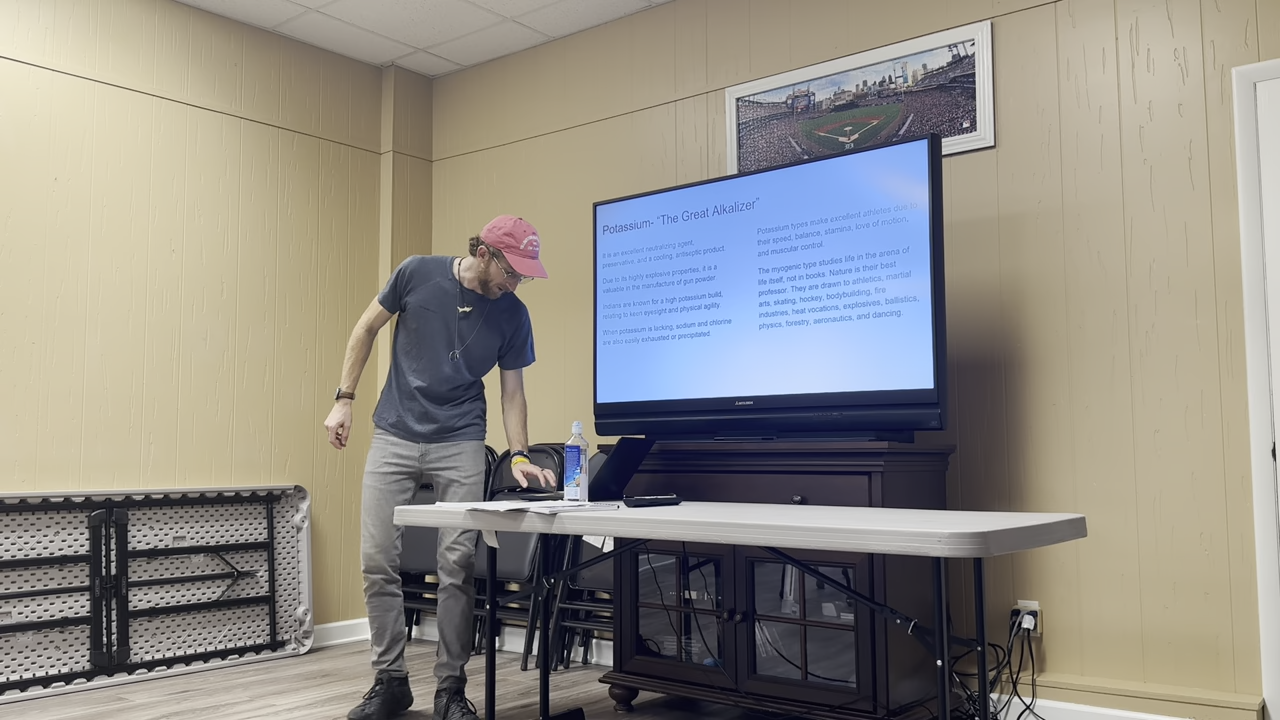 Potassium- "The Great Alkalizer"
It is an excellent neutralizing agent,
preservative, and a cooling, antiseptic product.
Due to its highly explosive properties, it is a
valuable in the manufacture of gun powder.
Indians are known for a high potassium build,
relating to keen eyesight and physical agility.
When potassium is lacking, sodium and chlorine
are also easily exhausted or precipitated.
Potassium types make excellent athletes due to
their speed, balance, stamina, love of motion,
and muscular control.
The myogenic type studies life in the arena of
life itself, not in books. Nature is their best
professor. They are drawn to athletics, martial
arts, skating, hockey, bodybuilding, fire
industries, heat vocations, explosives, ballistics,
physics, forestry, aeronautics, and dancing.
MITSUBISHI